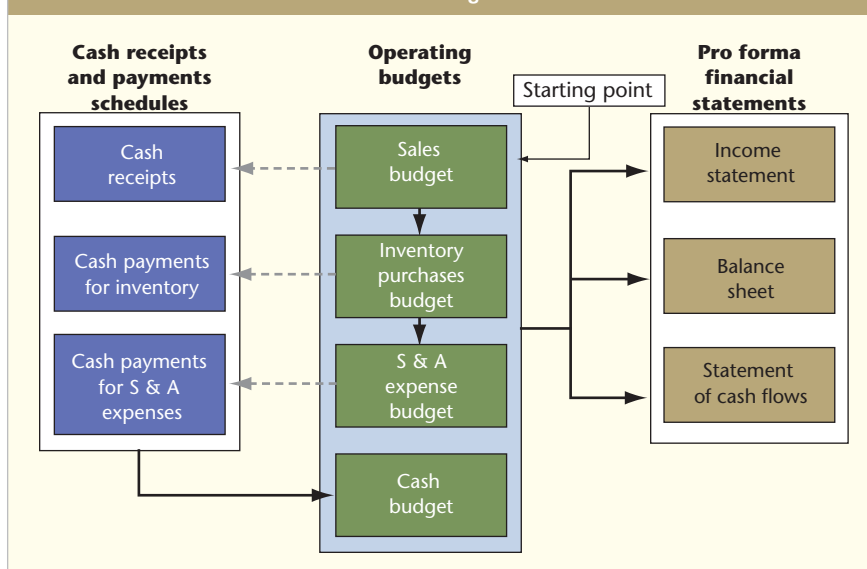 Cash receipts
and payments
schedules
Operating
budgets
Pro forma
financial
statements
Starting point
Cash
receipts
Sales
budget
Income
statement
Cash payments
for inventory
Inventory
purchases
budget
Balance
sheet
Cash payments
for S & A
expenses
S & A
expense
budget
Statement
of cash flows
Cash
budget